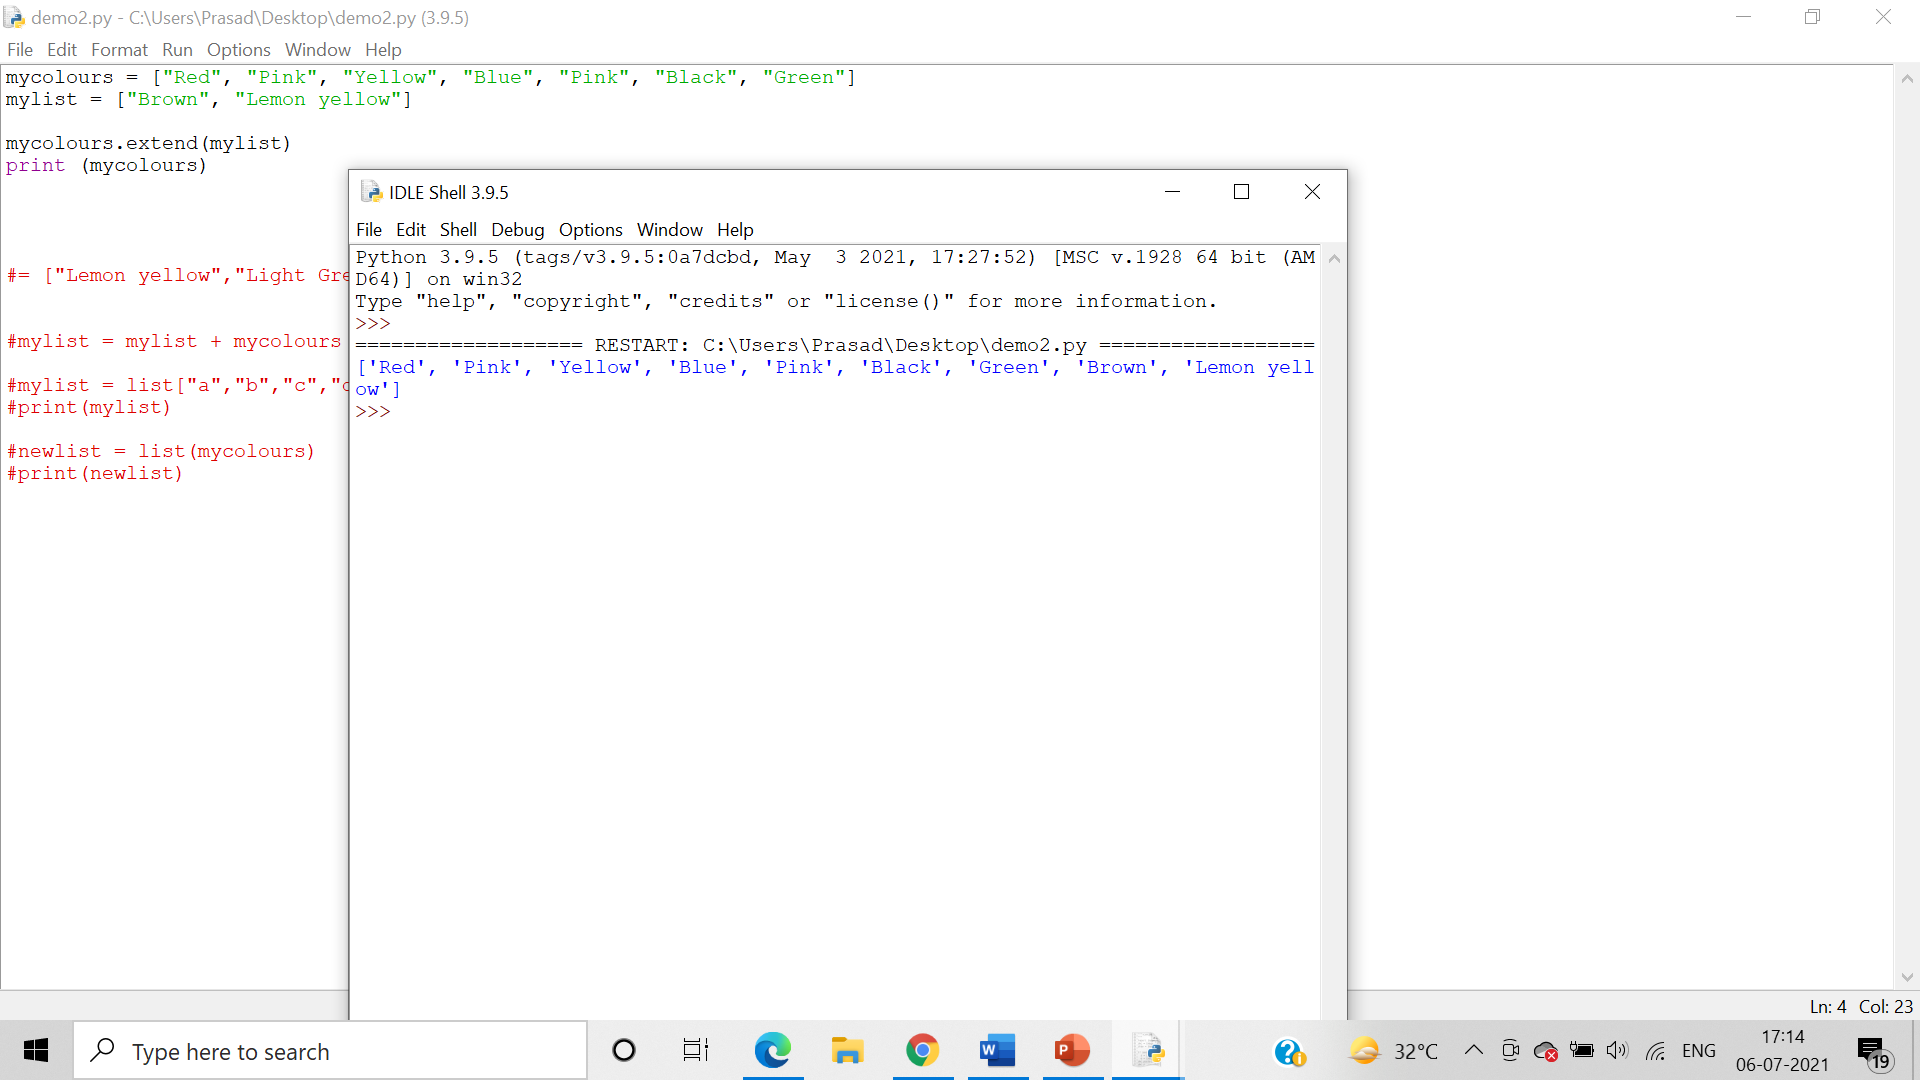 demo2.py - C:\Users\Prasad\Desktop\demo2.py (3.9.5)
File Edit Format Run Options Window Help
mycolours = ["Red", "Pink", "Yellow", "Blue", "Pink", "Black", "Green"]
mylist = ["Brown", "Lemon yellow"]
mycolours.extend(mylist)
print (mycolours)
#= ["Lemon yellow","Light Gre
#mylist = mylist + mycolours
#mylist = list["a","b","c","
#print(mylist)
#newlist = list(mycolours)
#print(newlist)
IDLE Shell 3.9.5
File Edit Shell Debug Options Window Help
Python 3.9.5 (tags/v3.9.5:0a7dcbd, May  3 2021, 17:27:52) [MSC v.1928 64 bit (AM
D64)] on win32
Type "help", "copyright", "credits" or "license()" for more information.
>>>
=================== RESTART: C:\Users\Prasad\Desktop\demo2.py ==================
['Red', 'Pink', 'Yellow', 'Blue', 'Pink', 'Black', 'Green', 'Brown', 'Lemon yell
ow']
>>>
Ln: 4 Col: 23
Type here to search
32°C
ENG
17:14
06-07-2021
19